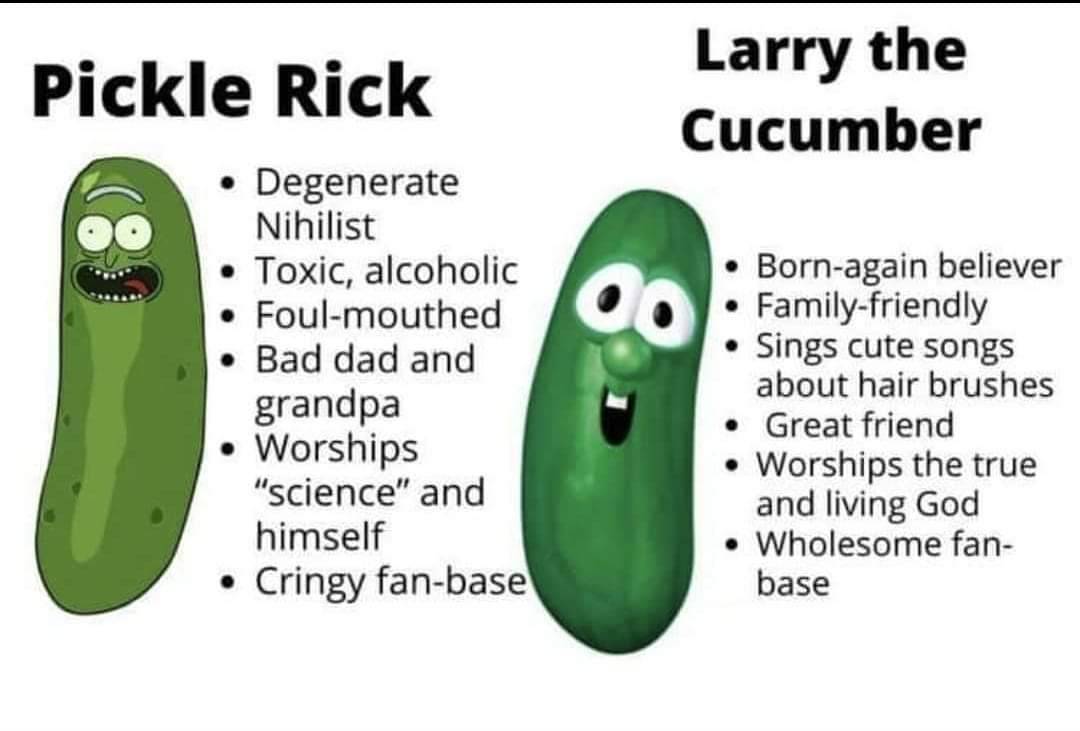 Pickle Rick
• Degenerate
Nihilist
• Toxic, alcoholic
• Foul-mouthed
• Bad dad and
grandpa
• Worships
“science” and
himself
• Cringy fan-base
Larry the
Cucumber
• Born-again believer
• Family-friendly
• Sings cute songs
about hair brushes
• Great friend
• Worships the true
and living God
• Wholesome fan-
base